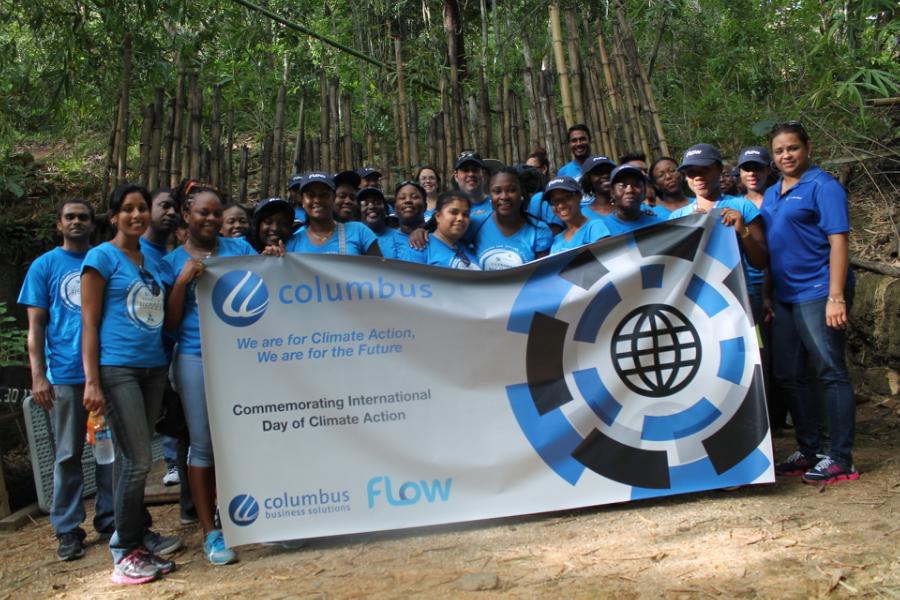 columbus
We are for Climate Action,
We are for the Future
Commemorating International
Day of Climate Action
columbus
business solutions
FLOW